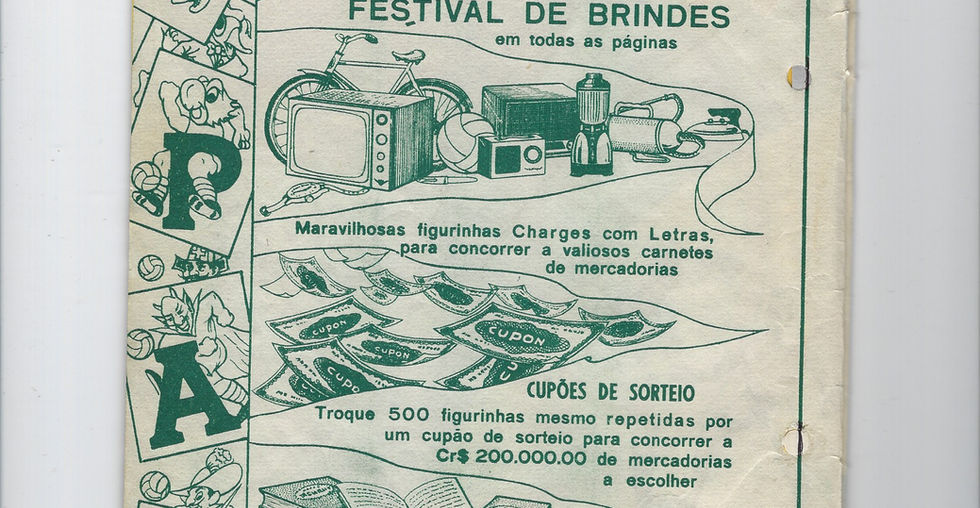 FESTIVAL DE BRINDES
em todas as páginas
P
Maravilhosas figurinhas Charges com Letras,
para concorrer a valiosos carnetes
de mercadorias
CUPON
CUPON
CUPON
CUPON
A
CUPÕES DE SORTEIO
Troque 500 figurinhas mesmo repetidas por
um cupão de sorteio para concorrer a
Cr$ 200.000.00 de mercadorias
a escolher